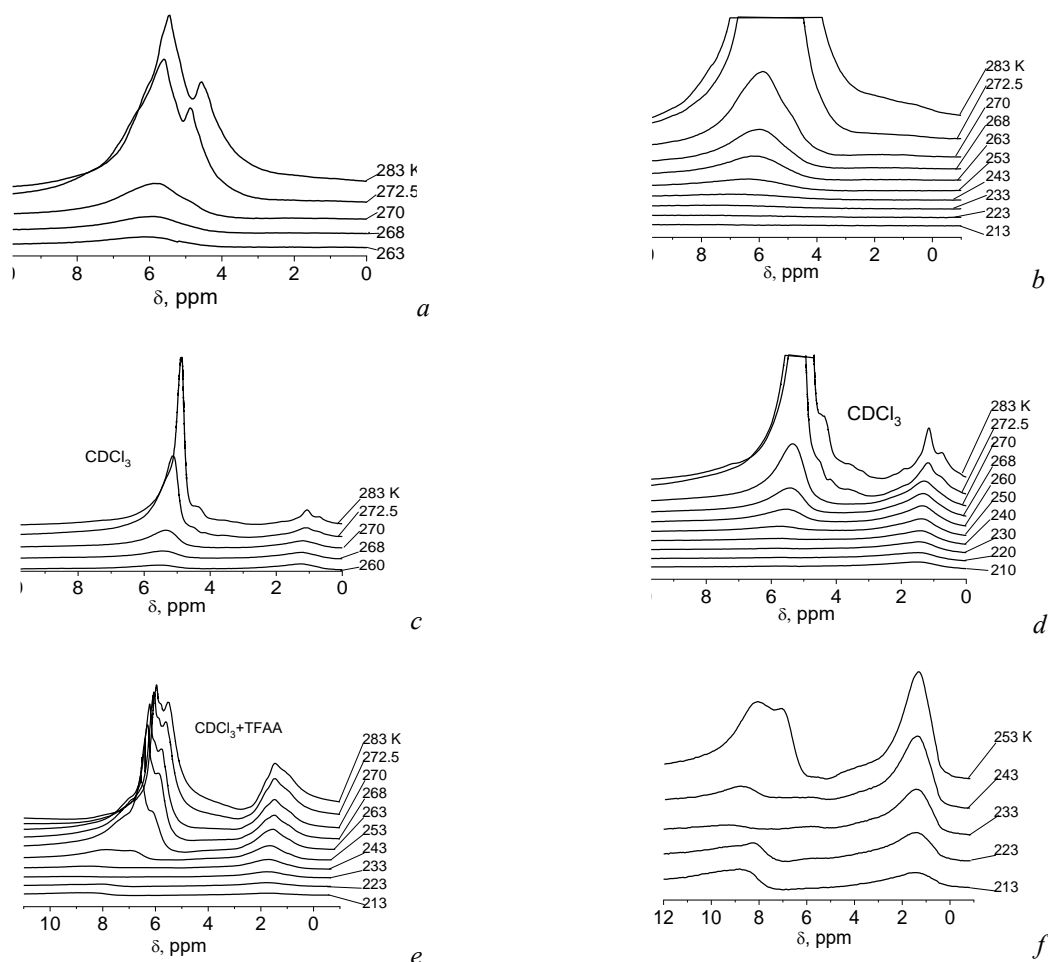 283 K
272.5
270
268
263
8 6 4 2 0
δ, ppm
a
283 K
272.5
270
268
263
253
243
233
223
213
8 6 4 2 0
δ, ppm
b
CDCl3
283 K
272.5
270
268
260
8 6 4 2 0
δ, ppm
c
CDCl3
283 K
272.5
270
268
260
250
240
230
220
210
8 6 4 2 0
δ, ppm
d
CDCl3+TFAA
283 K
272.5
270
268
263
253
243
233
223
213
10 8 6 4 2 0
δ, ppm
e
253 K
243
233
223
213
12 10 8 6 4 2 0
δ, ppm
f